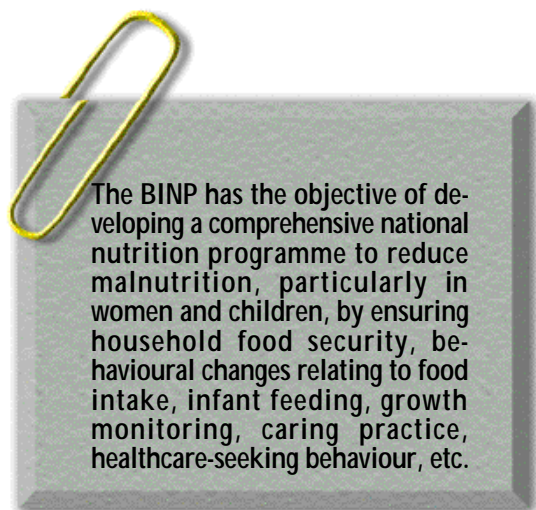 The BINP has the objective of de-
veloping a comprehensive national
nutrition programme to reduce
malnutrition, particularly in
women and children, by ensuring
household food security, be-
havioural changes relating to food
intake, infant feeding, growth
monitoring, caring practice,
healthcare-seeking behaviour, etc.